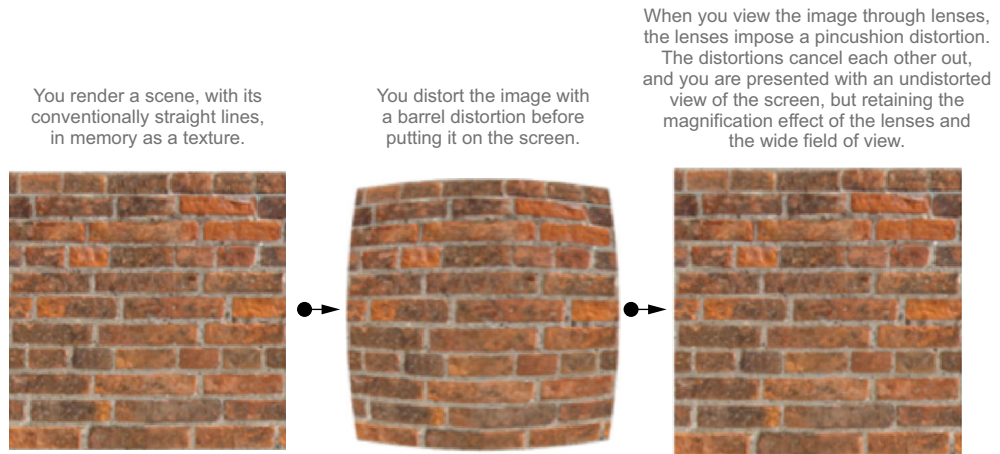 You render a scene, with its
conventionally straight lines,
in memory as a texture.
You distort the image with
a barrel distortion before
putting it on the screen.
When you view the image through lenses,
the lenses impose a pincushion distortion.
The distortions cancel each other out,
and you are presented with an undistorted
view of the screen, but retaining the
magnification effect of the lenses and
the wide field of view.